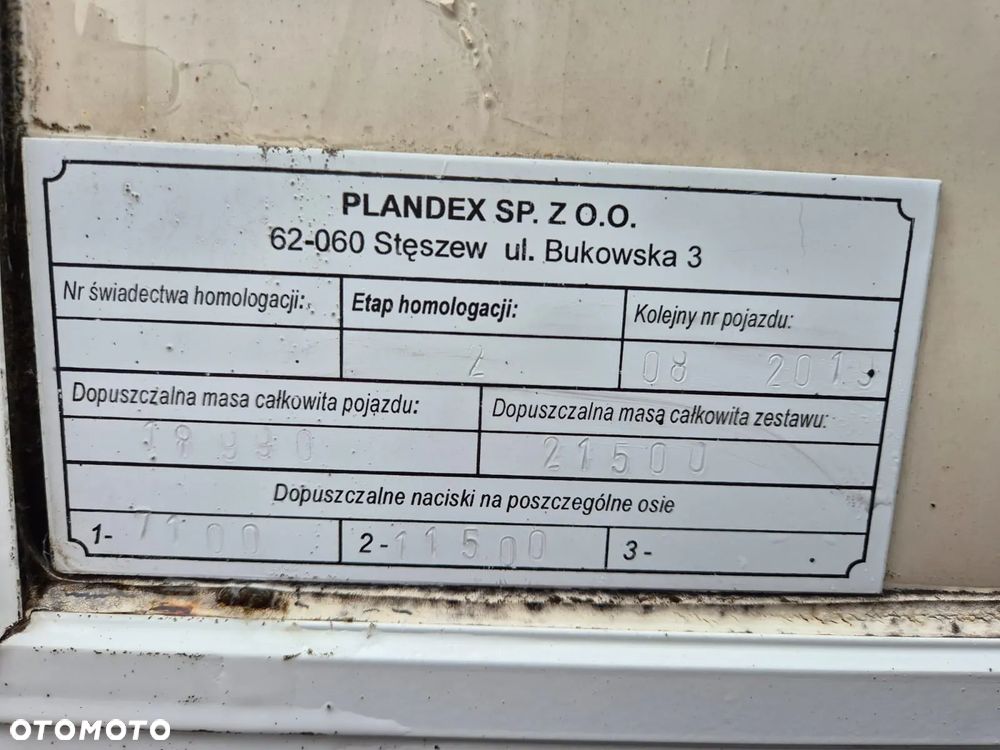 PLANDEX SP. Z O.O.
62-060 Stęszew ul. Bukowska 3
Nr świadectwa homologacji: Etap homologacji: Kolejny nr pojazdu:
2 08 2013
Dopuszczalna masa całkowita pojazdu: Dopuszczalna masa całkowita zestawu:
21500
Dopuszczalne naciski na poszczególne osie
1- 7100 2- 11500 3-
OTOMOTO